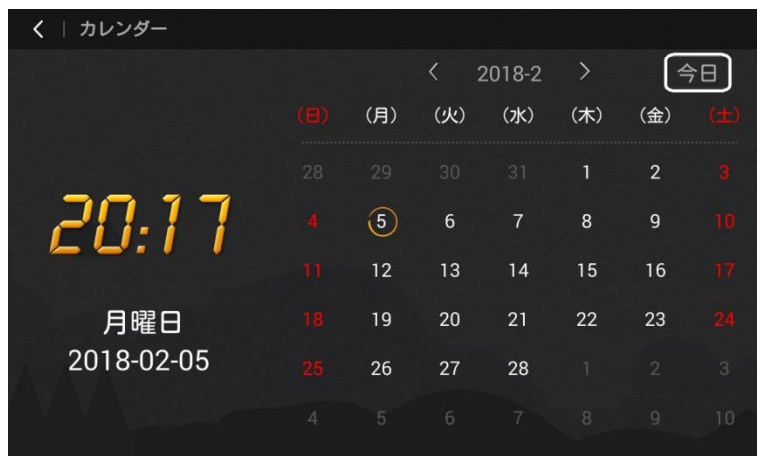 < | カレンダー
< 2018-2 > 今日
(日) (月) (火) (水) (木) (金) (土)
28 29 30 31 1 2 3
4 5 6 7 8 9 10
11 12 13 14 15 16 17
18 19 20 21 22 23 24
25 26 27 28 1 2 3
4 5 6 7 8 9 10
20:17
月曜日
2018-02-05